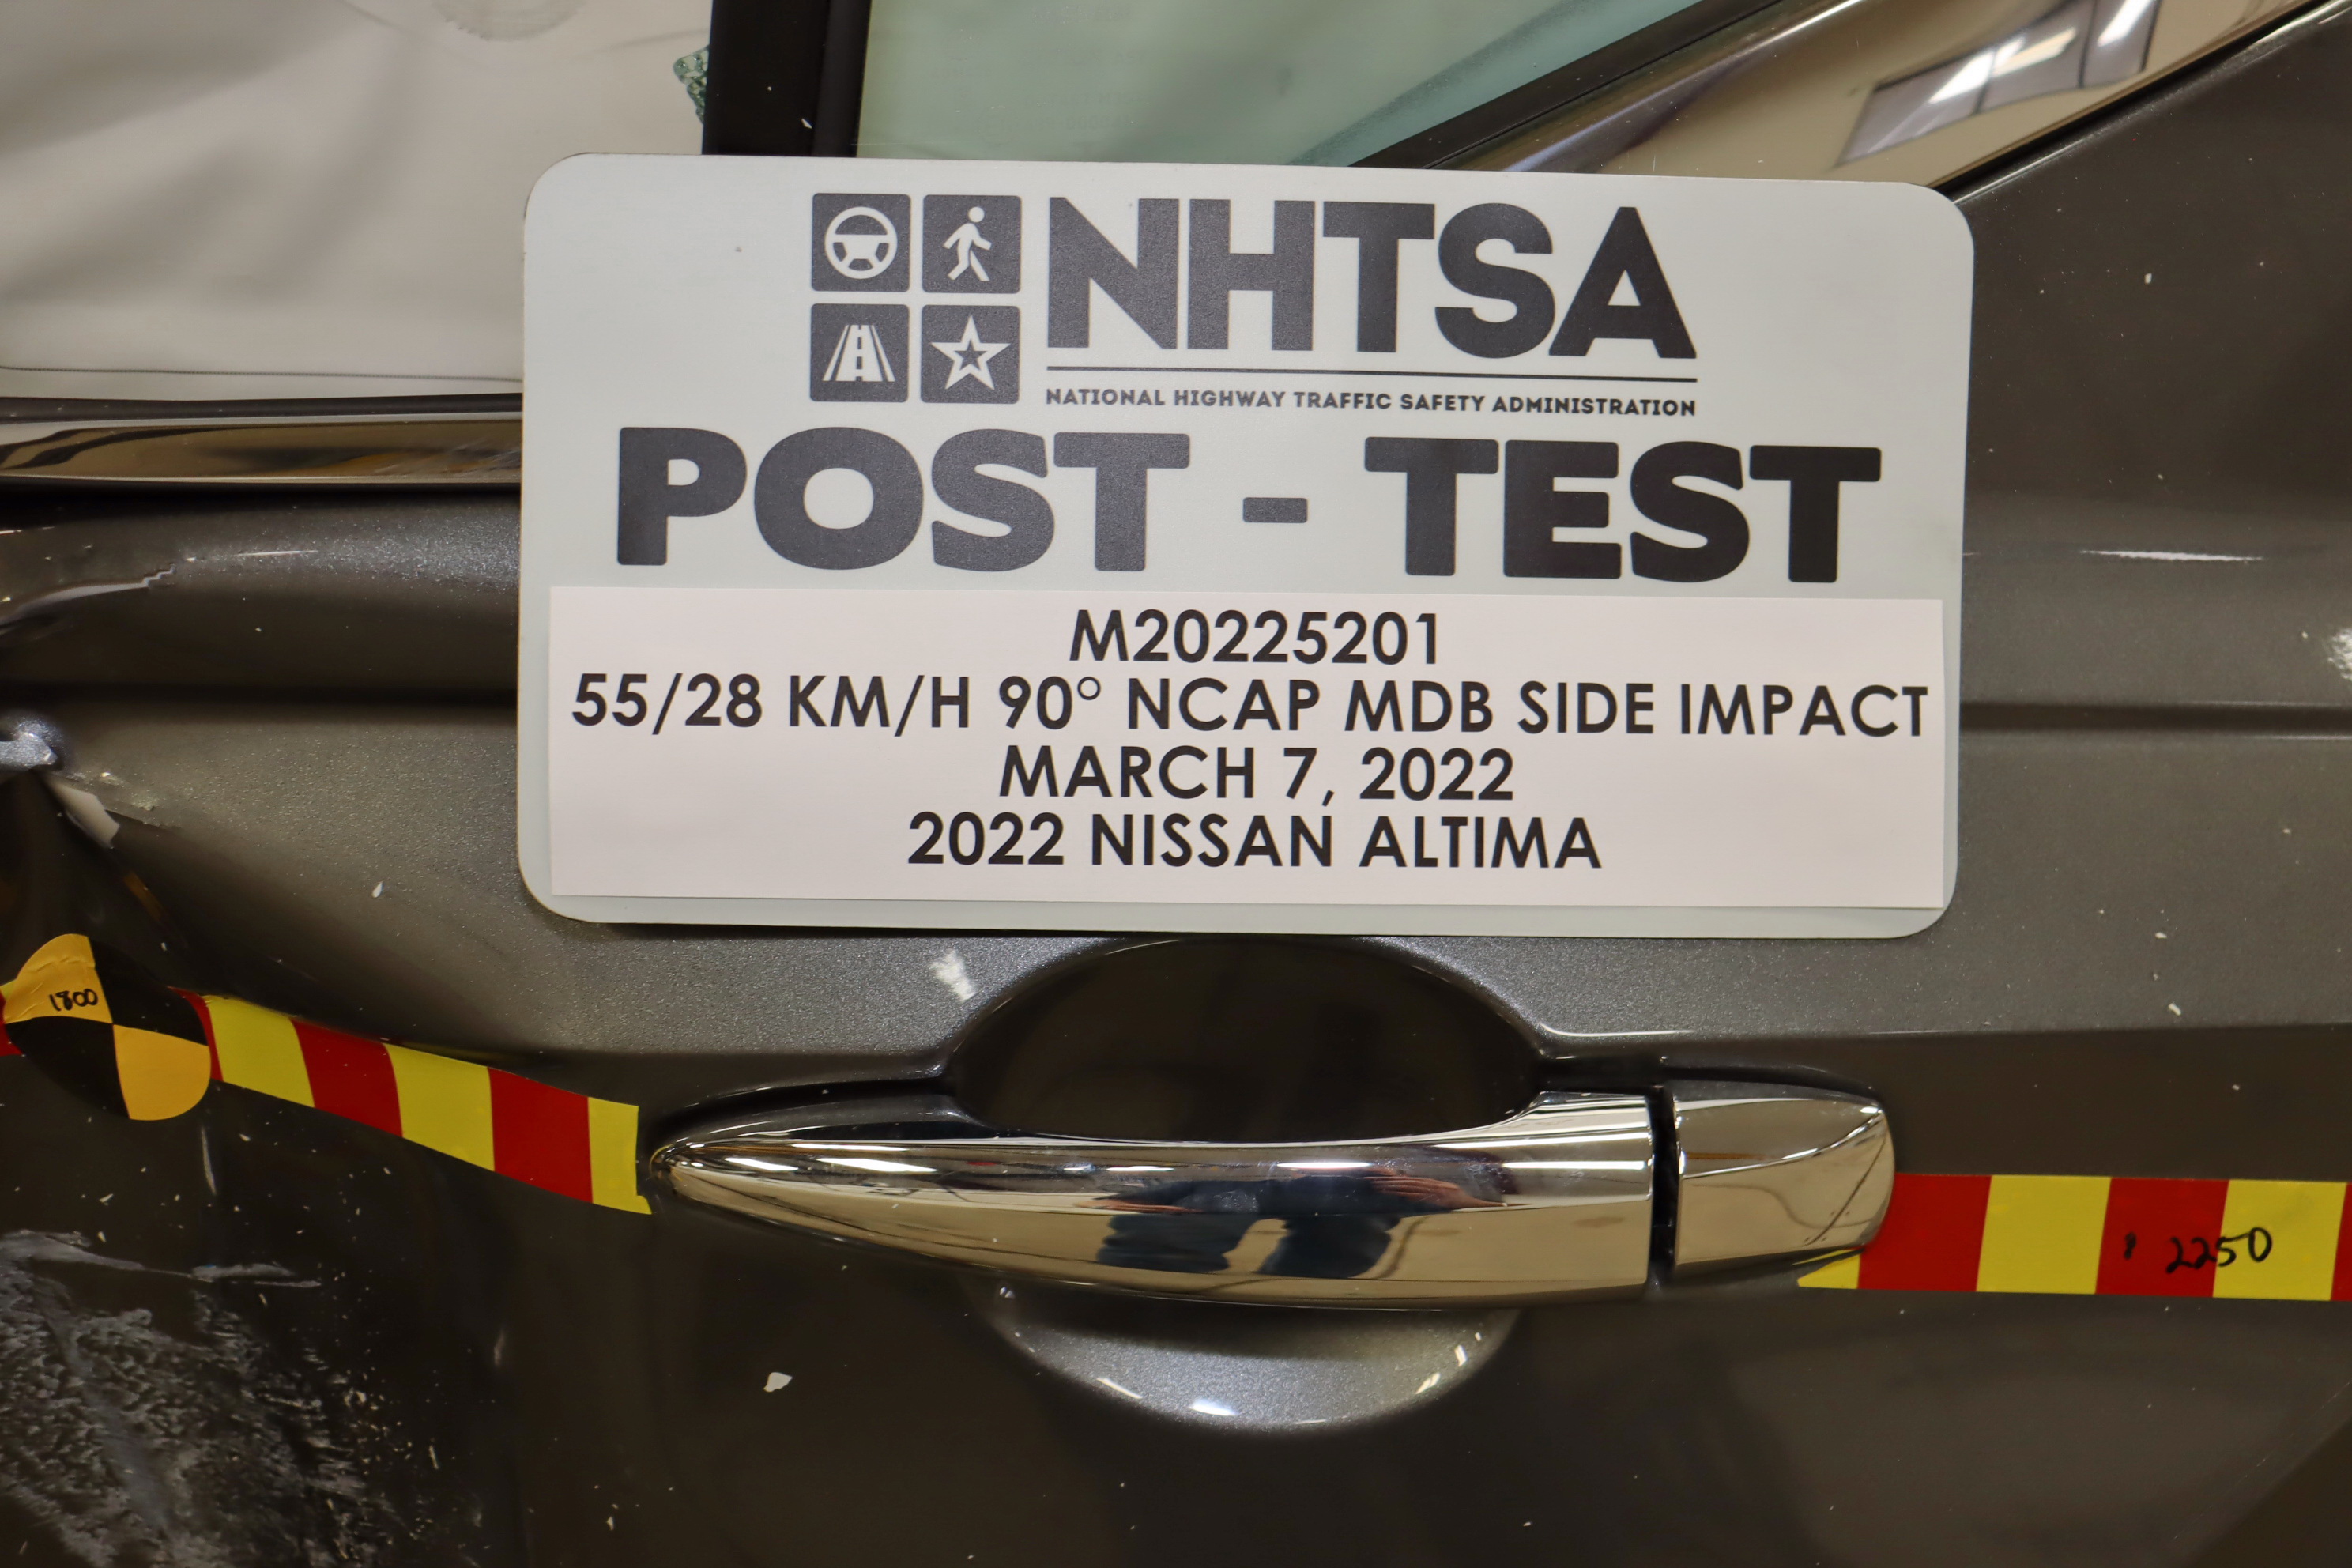 NHTSA
NATIONAL HIGHWAY TRAFFIC SAFETY ADMINISTRATION
POST - TEST
M20225201
55/28 KM/H 90° NCAP MDB SIDE IMPACT
MARCH 7, 2022
2022 NISSAN ALTIMA
1800
2250